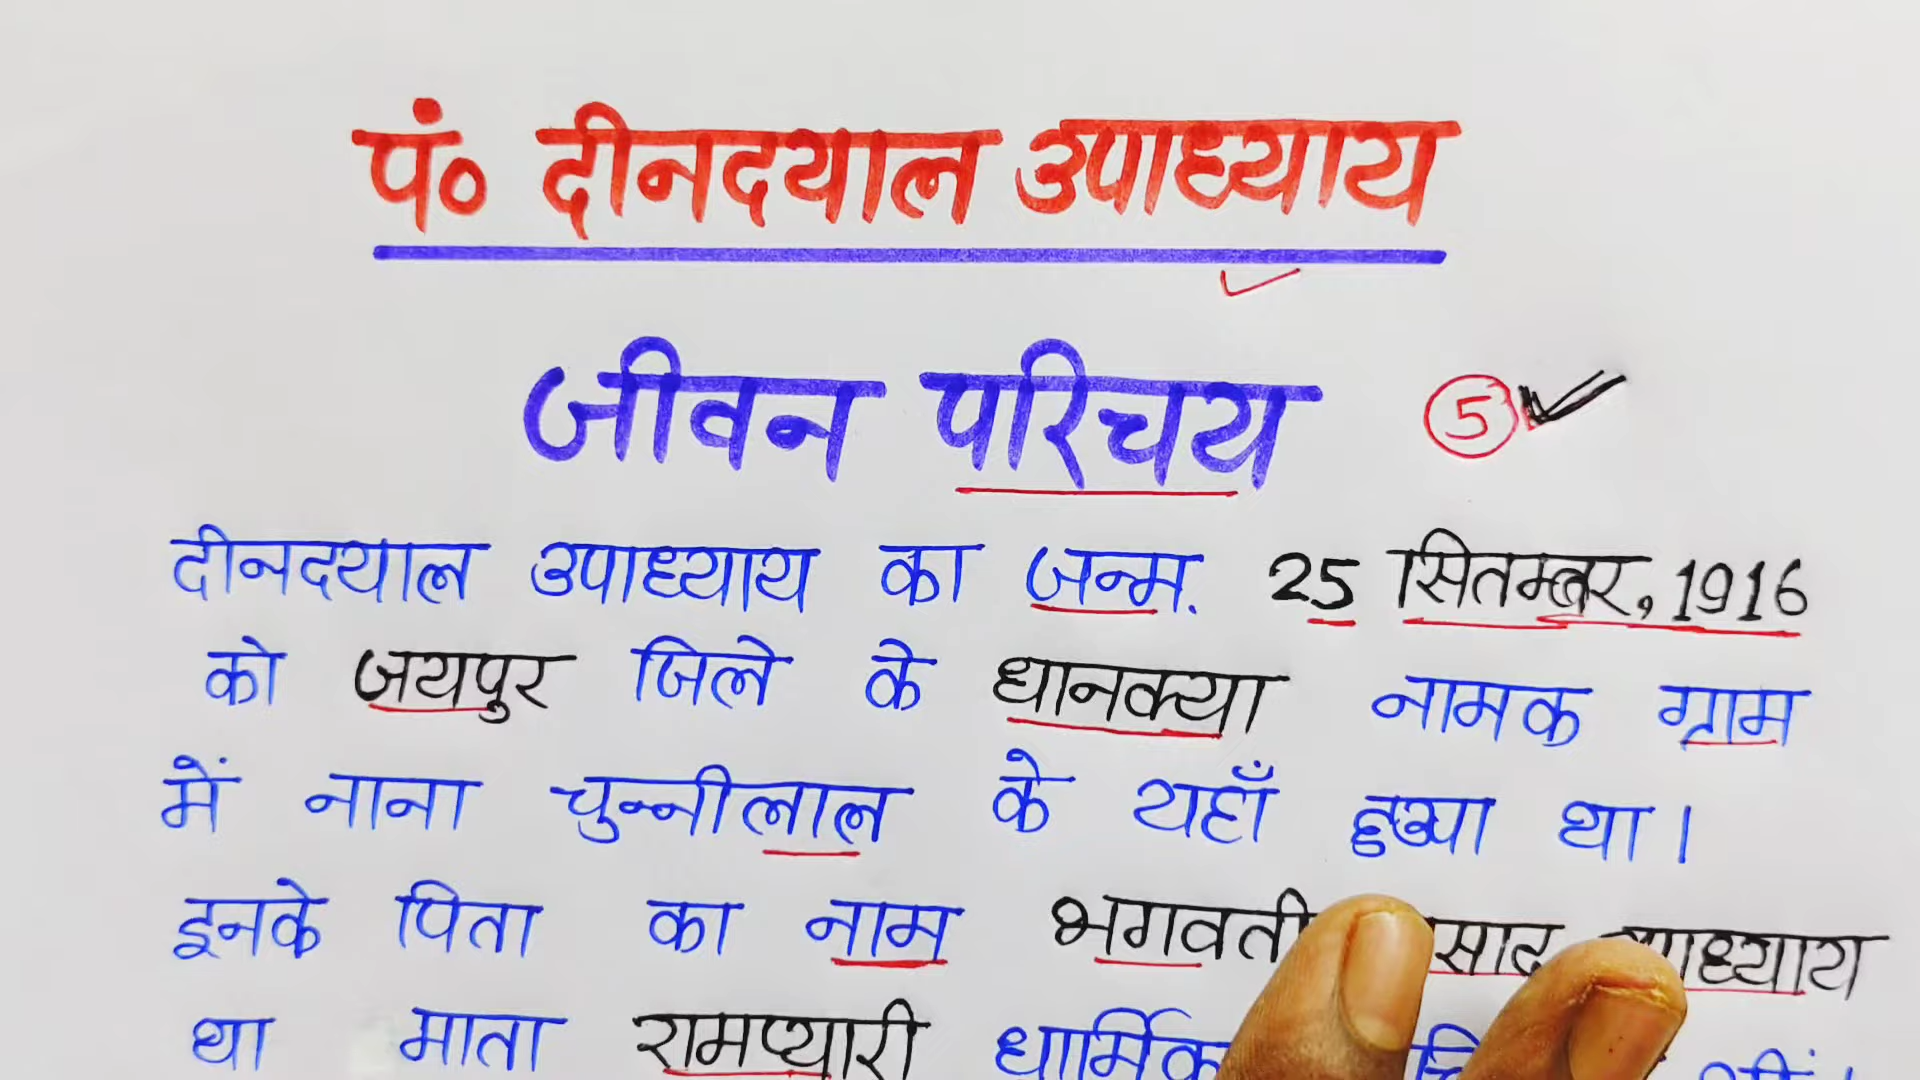 पं० दीनदयाल उपाध्याय
जीवन परिचय 5
दीनदयाल उपाध्याय का जन्म. 25 सितम्बर, 1916
को जयपुर जिले के धानक्या नामक ग्राम
में नाना चुन्नीलाल के यहाँ हुआ था।
इनके पिता का नाम भगवती
था माता रामप्यारी धार्मिक